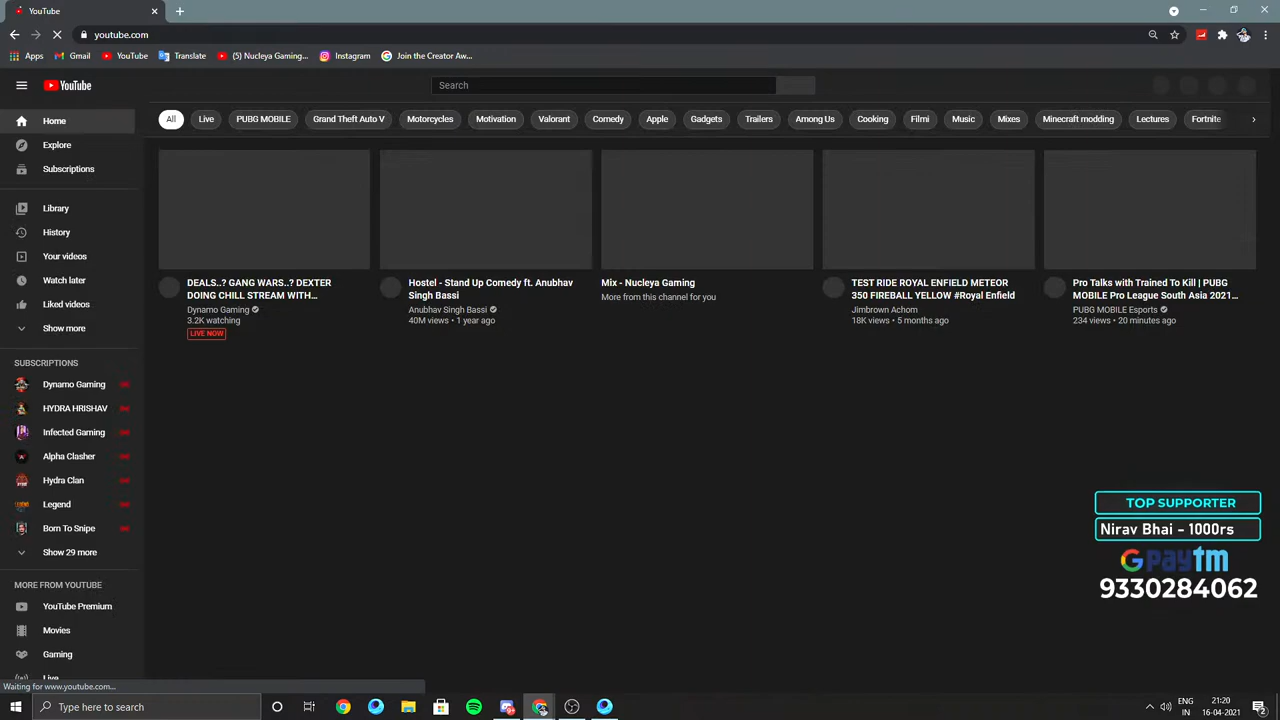 YouTube
youtube.com
Apps
Gmail
YouTube
Translate
(5) Nucleya Gaming...
Instagram
Join the Creator Aw...
YouTube
Search
Home
Explore
Subscriptions
Library
History
Your videos
Watch later
Liked videos
Show more
SUBSCRIPTIONS
Dynamo Gaming
HYDRA HRISHAV
Infected Gaming
Alpha Clasher
Hydra Clan
Legend
Born To Snipe
Show 29 more
MORE FROM YOUTUBE
YouTube Premium
Movies
Gaming
Live
All
Live
PUBG MOBILE
Grand Theft Auto V
Motorcycles
Motivation
Valorant
Comedy
Apple
Gadgets
Trailers
Among Us
Cooking
Filmi
Music
Mixes
Minecraft modding
Lectures
Fortnite
DEALS..? GANG WARS..? DEXTER
DOING CHILL STREAM WITH...
Dynamo Gaming
3.2K watching
LIVE NOW
Hostel - Stand Up Comedy ft. Anubhav
Singh Bassi
Anubhav Singh Bassi
40M views • 1 year ago
Mix - Nucleya Gaming
More from this channel for you
TEST RIDE ROYAL ENFIELD METEOR
350 FIREBALL YELLOW #Royal Enfield
Jimbrown Achom
18K views • 5 months ago
Pro Talks with Trained To Kill | PUBG
MOBILE Pro League South Asia 2021...
PUBG MOBILE Esports
234 views • 20 minutes ago
TOP SUPPORTER
Nirav Bhai - 1000rs
G paytm
9330284062
Waiting for www.youtube.com...
Type here to search
ENG
IN
21:20
16-04-2021
2